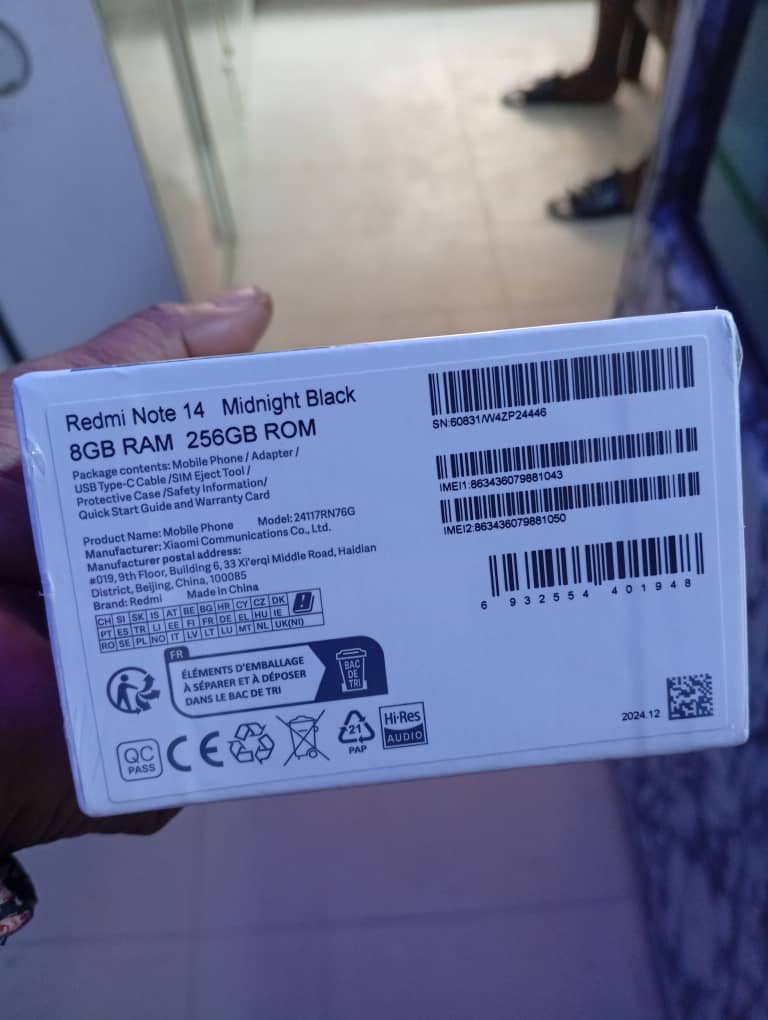 Redmi Note 14 Midnight Black
8GB RAM 256GB ROM
Package contents: Mobile Phone / Adapter /
USB Type-C Cable /SIM Eject Tool /
Protective Case /Safety Information/
Quick Start Guide and Warranty Card
Product Name: Mobile Phone Model: 24117RN76G
Manufacturer: Xiaomi Communications Co., Ltd.
Manufacturer postal address:
#019, 9th Floor, Building 6, 33 Xi'erqi Middle Road, Haidian
District, Beijing, China, 100085
Brand: Redmi Made in China
CH SI SK IS AT BE BG HR CY CZ DK
PT ES TR LI EE FI FR DE EL HU IE
RO SE PL NO IT LV LT LU MT NL UK(NI)
FR
ÉLÉMENTS D'EMBALLAGE
À SÉPARER ET À DÉPOSER
DANS LE BAC DE TRI
BAC
DE
TRI
QC
PASS
CE
21
PAP
Hi-Res
AUDIO
SN:60831/W4ZP24446
IMEI1:863436079881043
IMEI2:863436079881050
6 932554 401948
2024.12